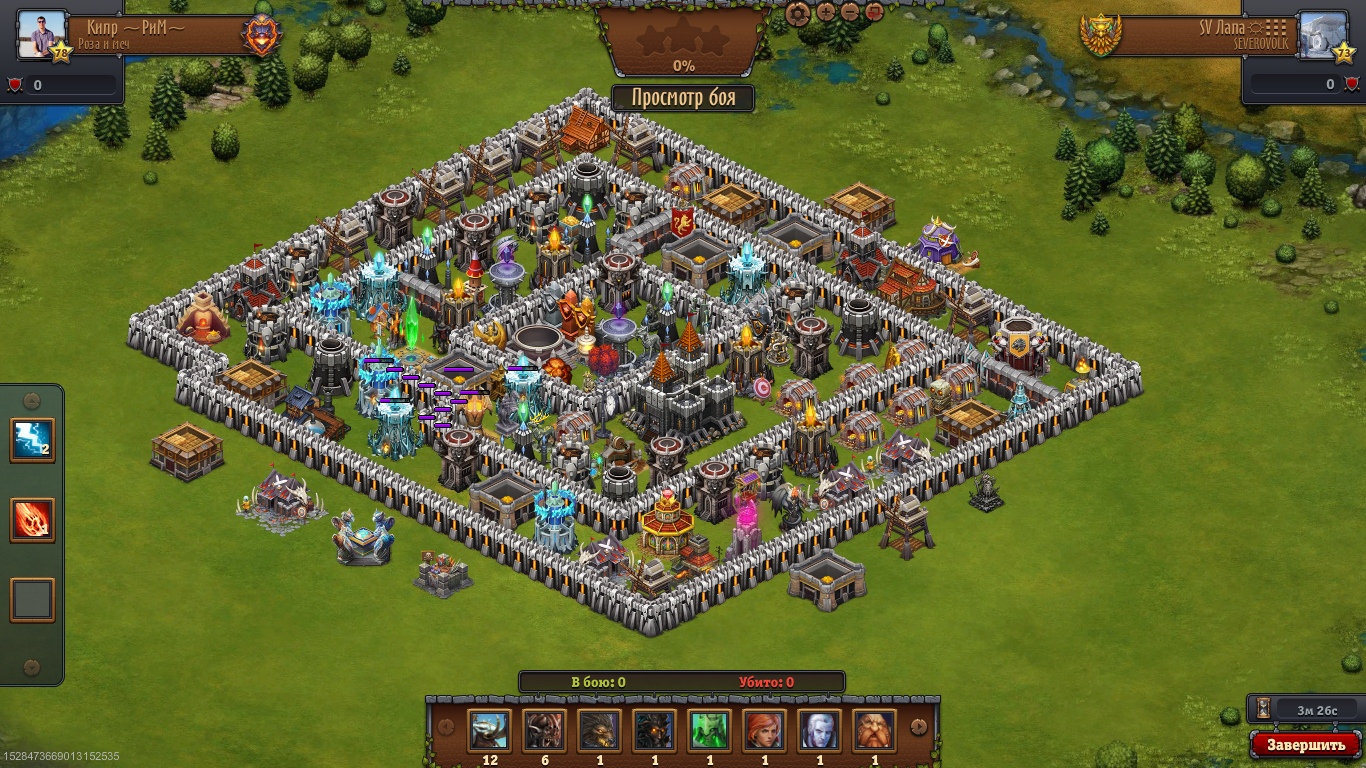 Кипр ~РиМ~
Роза и меч
78
0
0%
Просмотр боя
SV Лапа
SEVEROVOLK
73
0
2
В бою: 0
Убито: 0
12
6
1
1
1
1
1
1
3м 26с
Завершить
1528473669013152535